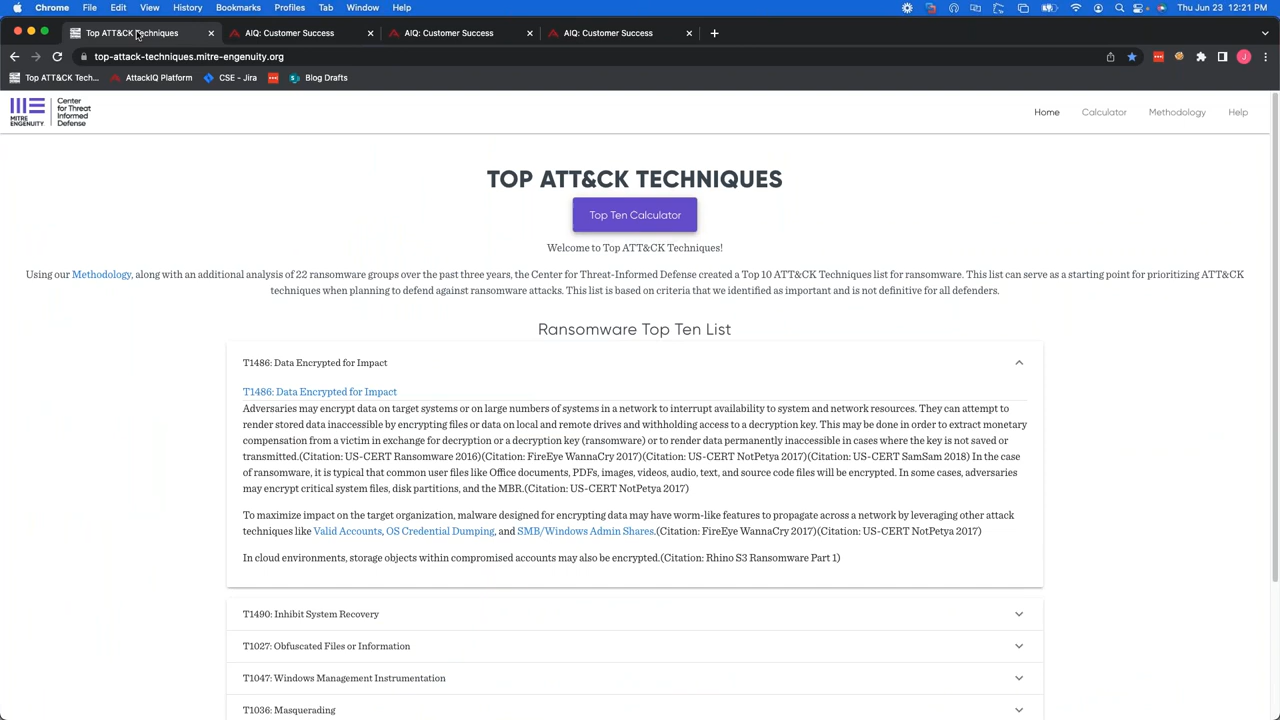 Chrome File Edit View History Bookmarks Profiles Tab Window Help Thu Jun 23 12:21 PM
Top ATT&CK Techniques AIQ: Customer Success AIQ: Customer Success AIQ: Customer Success
top-attack-techniques.mitre-engenuity.org J
Top ATT&CK Tech... AttackIQ Platform CSE - Jira Blog Drafts
MITRE ENGENUITY
Center
for Threat
Informed
Defense
Home Calculator Methodology Help
TOP ATT&CK TECHNIQUES
Top Ten Calculator
Welcome to Top ATT&CK Techniques!
Using our Methodology, along with an additional analysis of 22 ransomware groups over the past three years, the Center for Threat-Informed Defense created a Top 10 ATT&CK Techniques list for ransomware. This list can serve as a starting point for prioritizing ATT&CK
techniques when planning to defend against ransomware attacks. This list is based on criteria that we identified as important and is not definitive for all defenders.
Ransomware Top Ten List
T1486: Data Encrypted for Impact
T1486: Data Encrypted for Impact
Adversaries may encrypt data on target systems or on large numbers of systems in a network to interrupt availability to system and network resources. They can attempt to
render stored data inaccessible by encrypting files or data on local and remote drives and withholding access to a decryption key. This may be done in order to extract monetary
compensation from a victim in exchange for decryption or a decryption key (ransomware) or to render data permanently inaccessible in cases where the key is not saved or
transmitted.(Citation: US-CERT Ransomware 2016)(Citation: FireEye WannaCry 2017)(Citation: US-CERT NotPetya 2017)(Citation: US-CERT SamSam 2018) In the case
of ransomware, it is typical that common user files like Office documents, PDFs, images, videos, audio, text, and source code files will be encrypted. In some cases, adversaries
may encrypt critical system files, disk partitions, and the MBR.(Citation: US-CERT NotPetya 2017)
To maximize impact on the target organization, malware designed for encrypting data may have worm-like features to propagate across a network by leveraging other attack
techniques like Valid Accounts, OS Credential Dumping, and SMB/Windows Admin Shares.(Citation: FireEye WannaCry 2017)(Citation: US-CERT NotPetya 2017)
In cloud environments, storage objects within compromised accounts may also be encrypted.(Citation: Rhino S3 Ransomware Part 1)
T1490: Inhibit System Recovery
T1027: Obfuscated Files or Information
T1047: Windows Management Instrumentation
T1036: Masquerading